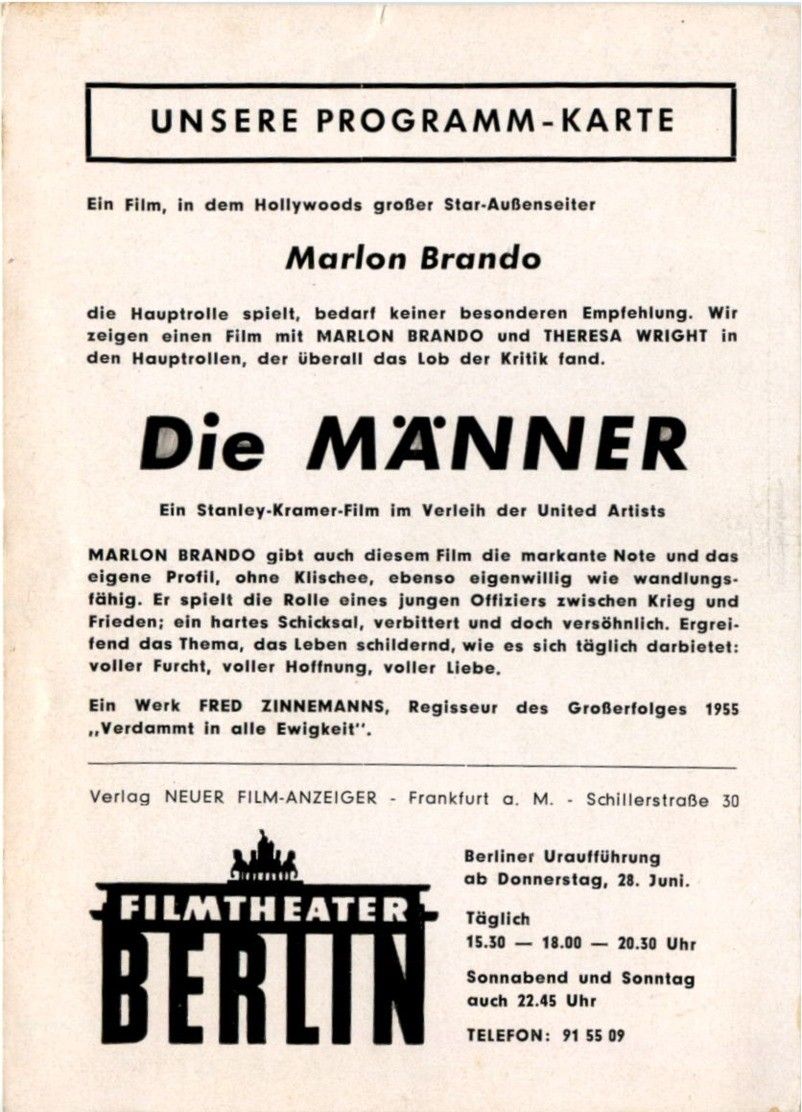 UNSERE PROGRAMM-KARTE
Ein Film, in dem Hollywoods großer Star-Außenseiter
Marlon Brando
die Hauptrolle spielt, bedarf keiner besonderen Empfehlung. Wir
zeigen einen Film mit MARLON BRANDO und THERESA WRIGHT in
den Hauptrollen, der überall das Lob der Kritik fand.
Die MÄNNER
Ein Stanley-Kramer-Film im Verleih der United Artists
MARLON BRANDO gibt auch diesem Film die markante Note und das
eigene Profil, ohne Klischee, ebenso eigenwillig wie wandlungs-
fähig. Er spielt die Rolle eines jungen Offiziers zwischen Krieg und
Frieden; ein hartes Schicksal, verbittert und doch versöhnlich. Ergrei-
fend das Thema, das Leben schildernd, wie es sich täglich darbietet:
voller Furcht, voller Hoffnung, voller Liebe.
Ein Werk FRED ZINNEMANNS, Regisseur des Großerfolges 1955
„Verdammt in alle Ewigkeit".
Verlag NEUER FILM-ANZEIGER - Frankfurt a. M. - Schillerstraße 30
FILMTHEATER
BERLIN
Berliner Uraufführung
ab Donnerstag, 28. Juni.
Täglich
15.30 — 18.00 — 20.30 Uhr
Sonnabend und Sonntag
auch 22.45 Uhr
TELEFON: 91 55 09